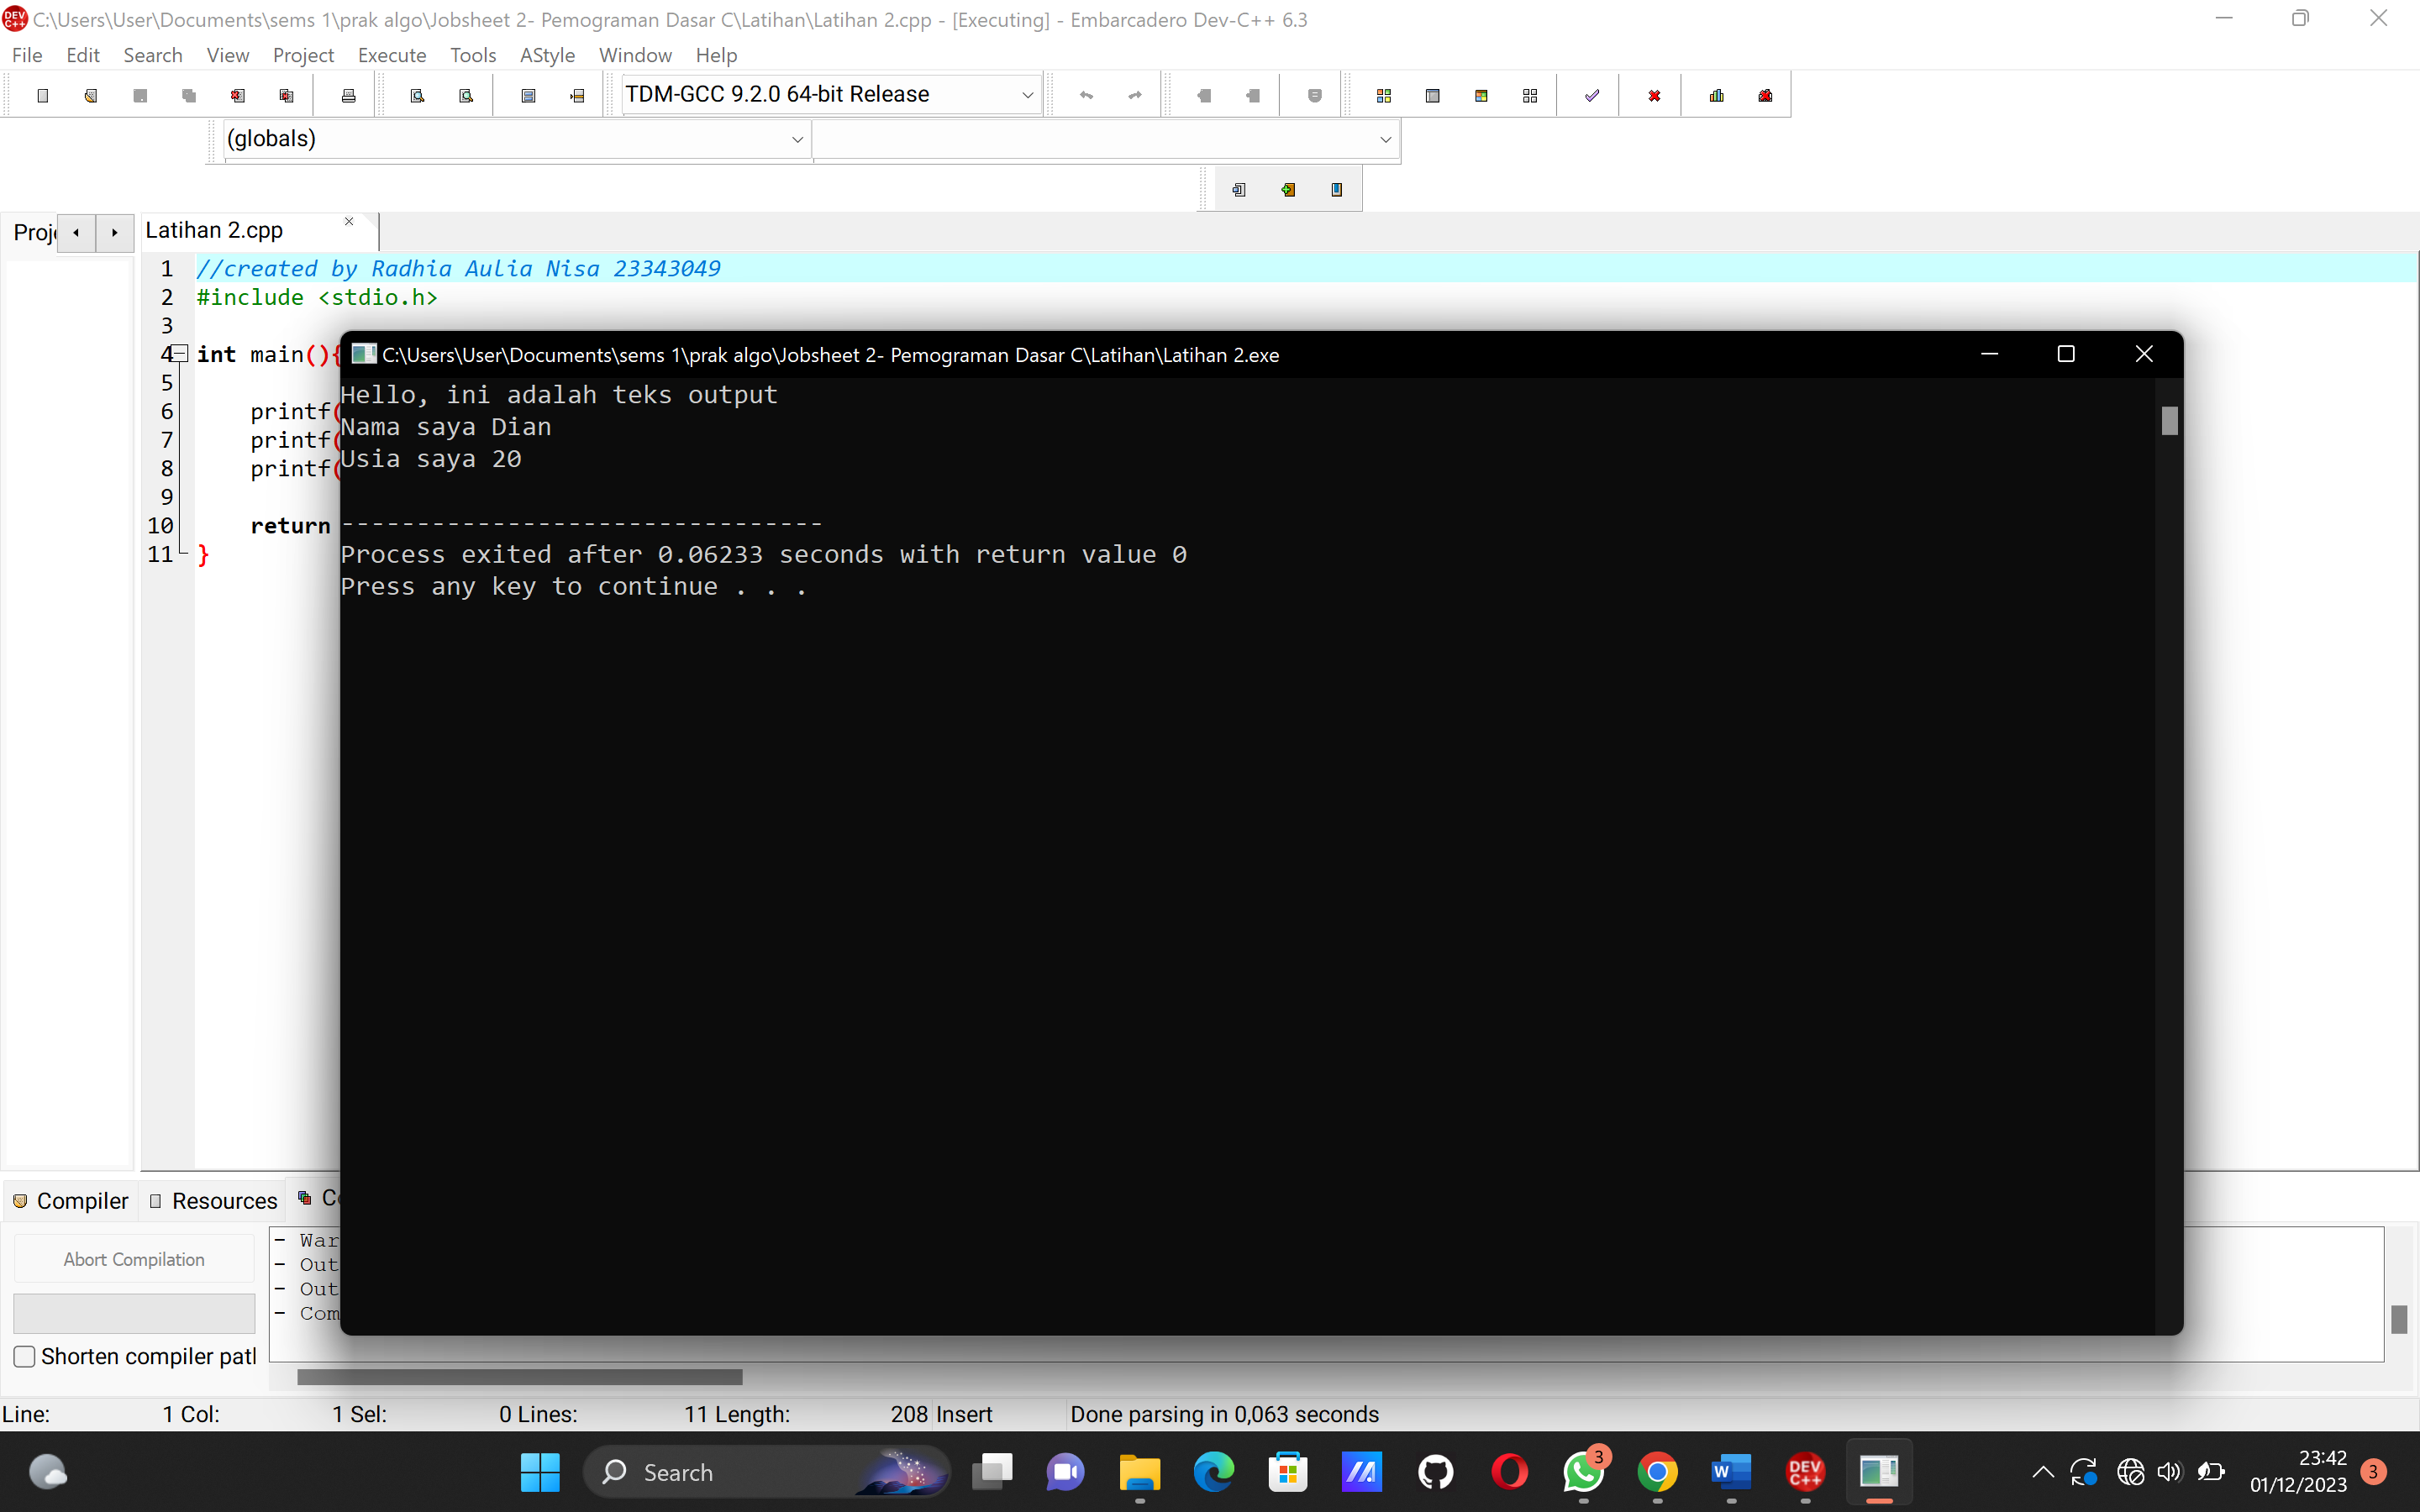 C:\Users\User\Documents\sems 1\prak algo\Jobsheet 2- Pemograman Dasar C\Latihan\Latihan 2.cpp - [Executing] - Embarcadero Dev-C++ 6.3
File Edit Search View Project Execute Tools AStyle Window Help
TDM-GCC 9.2.0 64-bit Release
(globals)
Proj
Latihan 2.cpp
1 //created by Radhia Aulia Nisa 23343049
2 #include <stdio.h>
3
4 int main(){
5
6 printf(
7 printf(
8 printf(
9
10 return
11 }
C:\Users\User\Documents\sems 1\prak algo\Jobsheet 2- Pemograman Dasar C\Latihan\Latihan 2.exe
Hello, ini adalah teks output
Nama saya Dian
Usia saya 20
--------------------------------
Process exited after 0.06233 seconds with return value 0
Press any key to continue . . .
Compiler Resources Co
Abort Compilation
- War
- Out
- Out
- Com
Shorten compiler pat
Line: 1 Col: 1 Sel: 0 Lines: 11 Length: 208 Insert Done parsing in 0,063 seconds
Search
3
DEV C++
23:42
01/12/2023
3